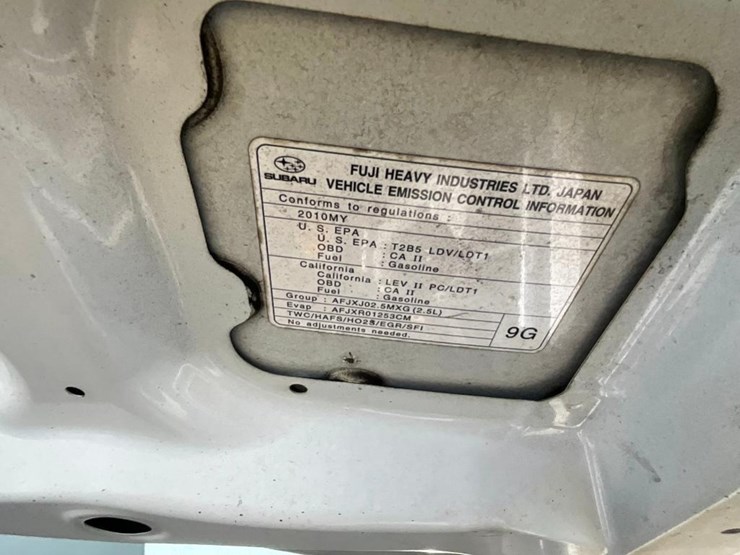 SUBARU
FUJI HEAVY INDUSTRIES LTD. JAPAN
VEHICLE EMISSION CONTROL INFORMATION
Conforms to regulations :
2010MY
U. S. EPA
U. S. EPA : T2B5 LDV/LDT1
OBD : CA II
Fuel : Gasoline
California
California : LEV II PC/LDT1
OBD : CA II
Fuel : Gasoline
Group : AFJXJ02.5MXG (2.5L)
Evap : AFJXR01253CM
TWC/HAFS/HO2S/EGR/SFI
No adjustments needed.
9G